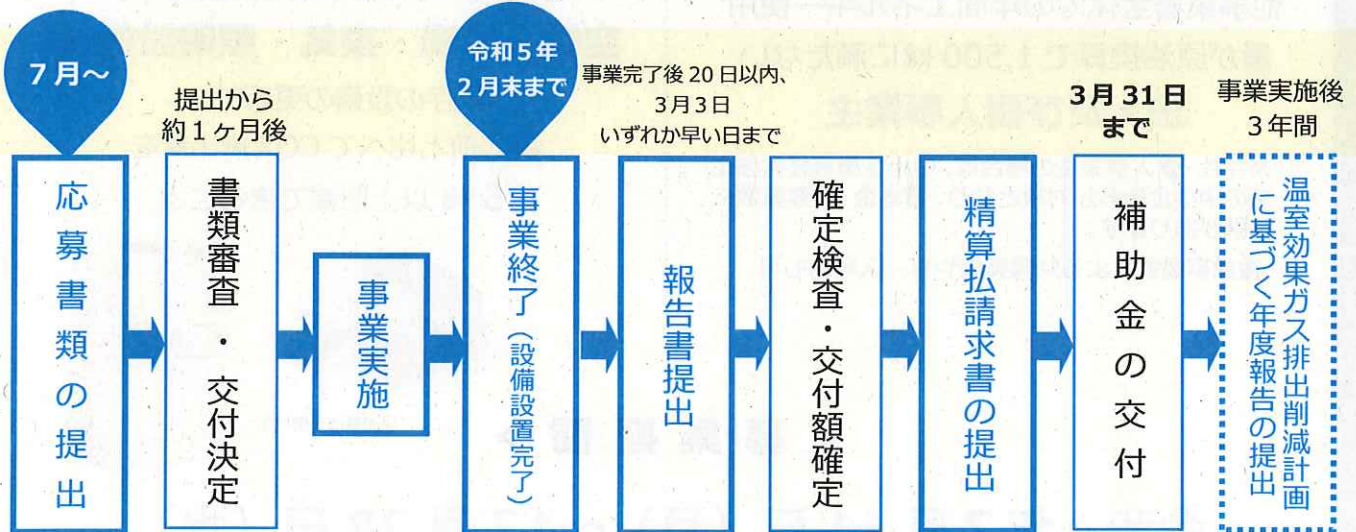 7月～
応募書類の提出
提出から
約1ヶ月後
書類審査・交付決定
事業実施
令和5年
2月末まで
事業終了（設備設置完了）
事業完了後20日以内、
3月3日
いずれか早い日まで
報告書提出
確定検査・交付額確定
精算払請求書の提出
3月31日
まで
補助金の交付
事業実施後
3年間
温室効果ガス排出削減計画
に基づく年度報告の提出